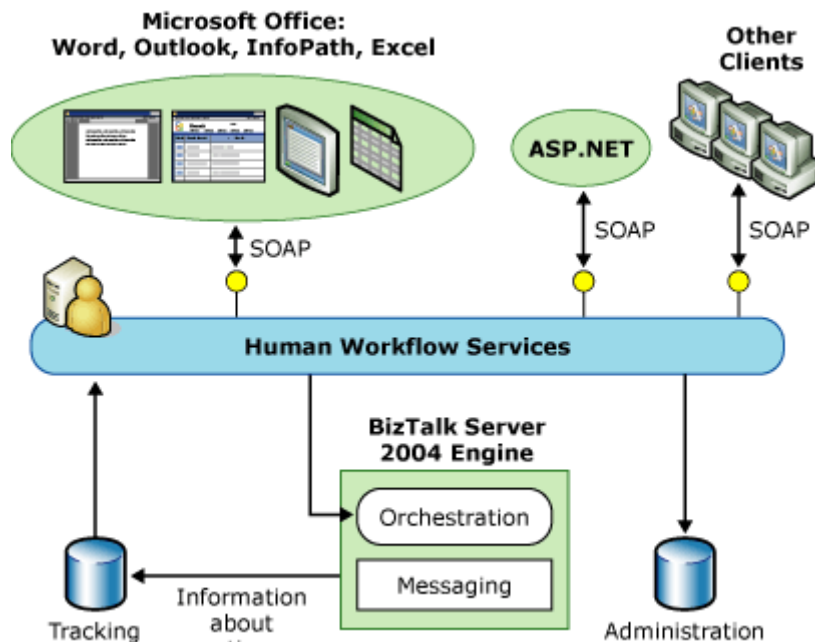 Microsoft Office:
Word, Outlook, InfoPath, Excel
Other
Clients
ASP.NET
SOAP
SOAP
SOAP
Human Workflow Services
BizTalk Server
2004 Engine
Orchestration
Messaging
Information
about
Tracking
Administration